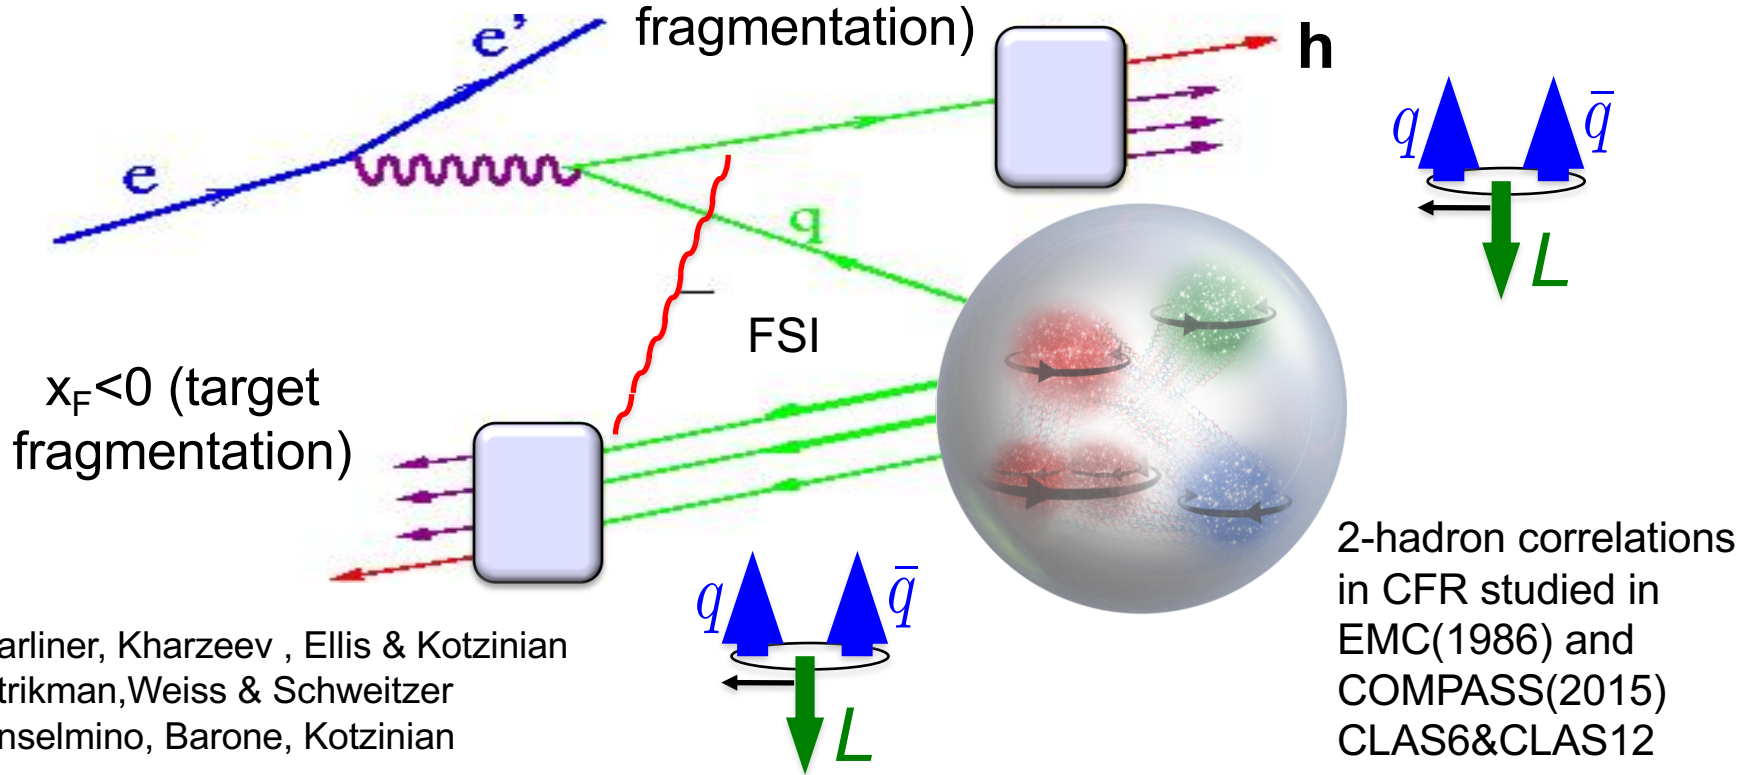 e'
fragmentation)
h
e
q q̄
q
L
FSI
x_F<0 (target
fragmentation)
2-hadron correlations
in CFR studied in
EMC(1986) and
COMPASS(2015)
CLAS6&CLAS12
q q̄
L
arliner, Kharzeev , Ellis & Kotzinian
trikman,Weiss & Schweitzer
nselmino, Barone, Kotzinian